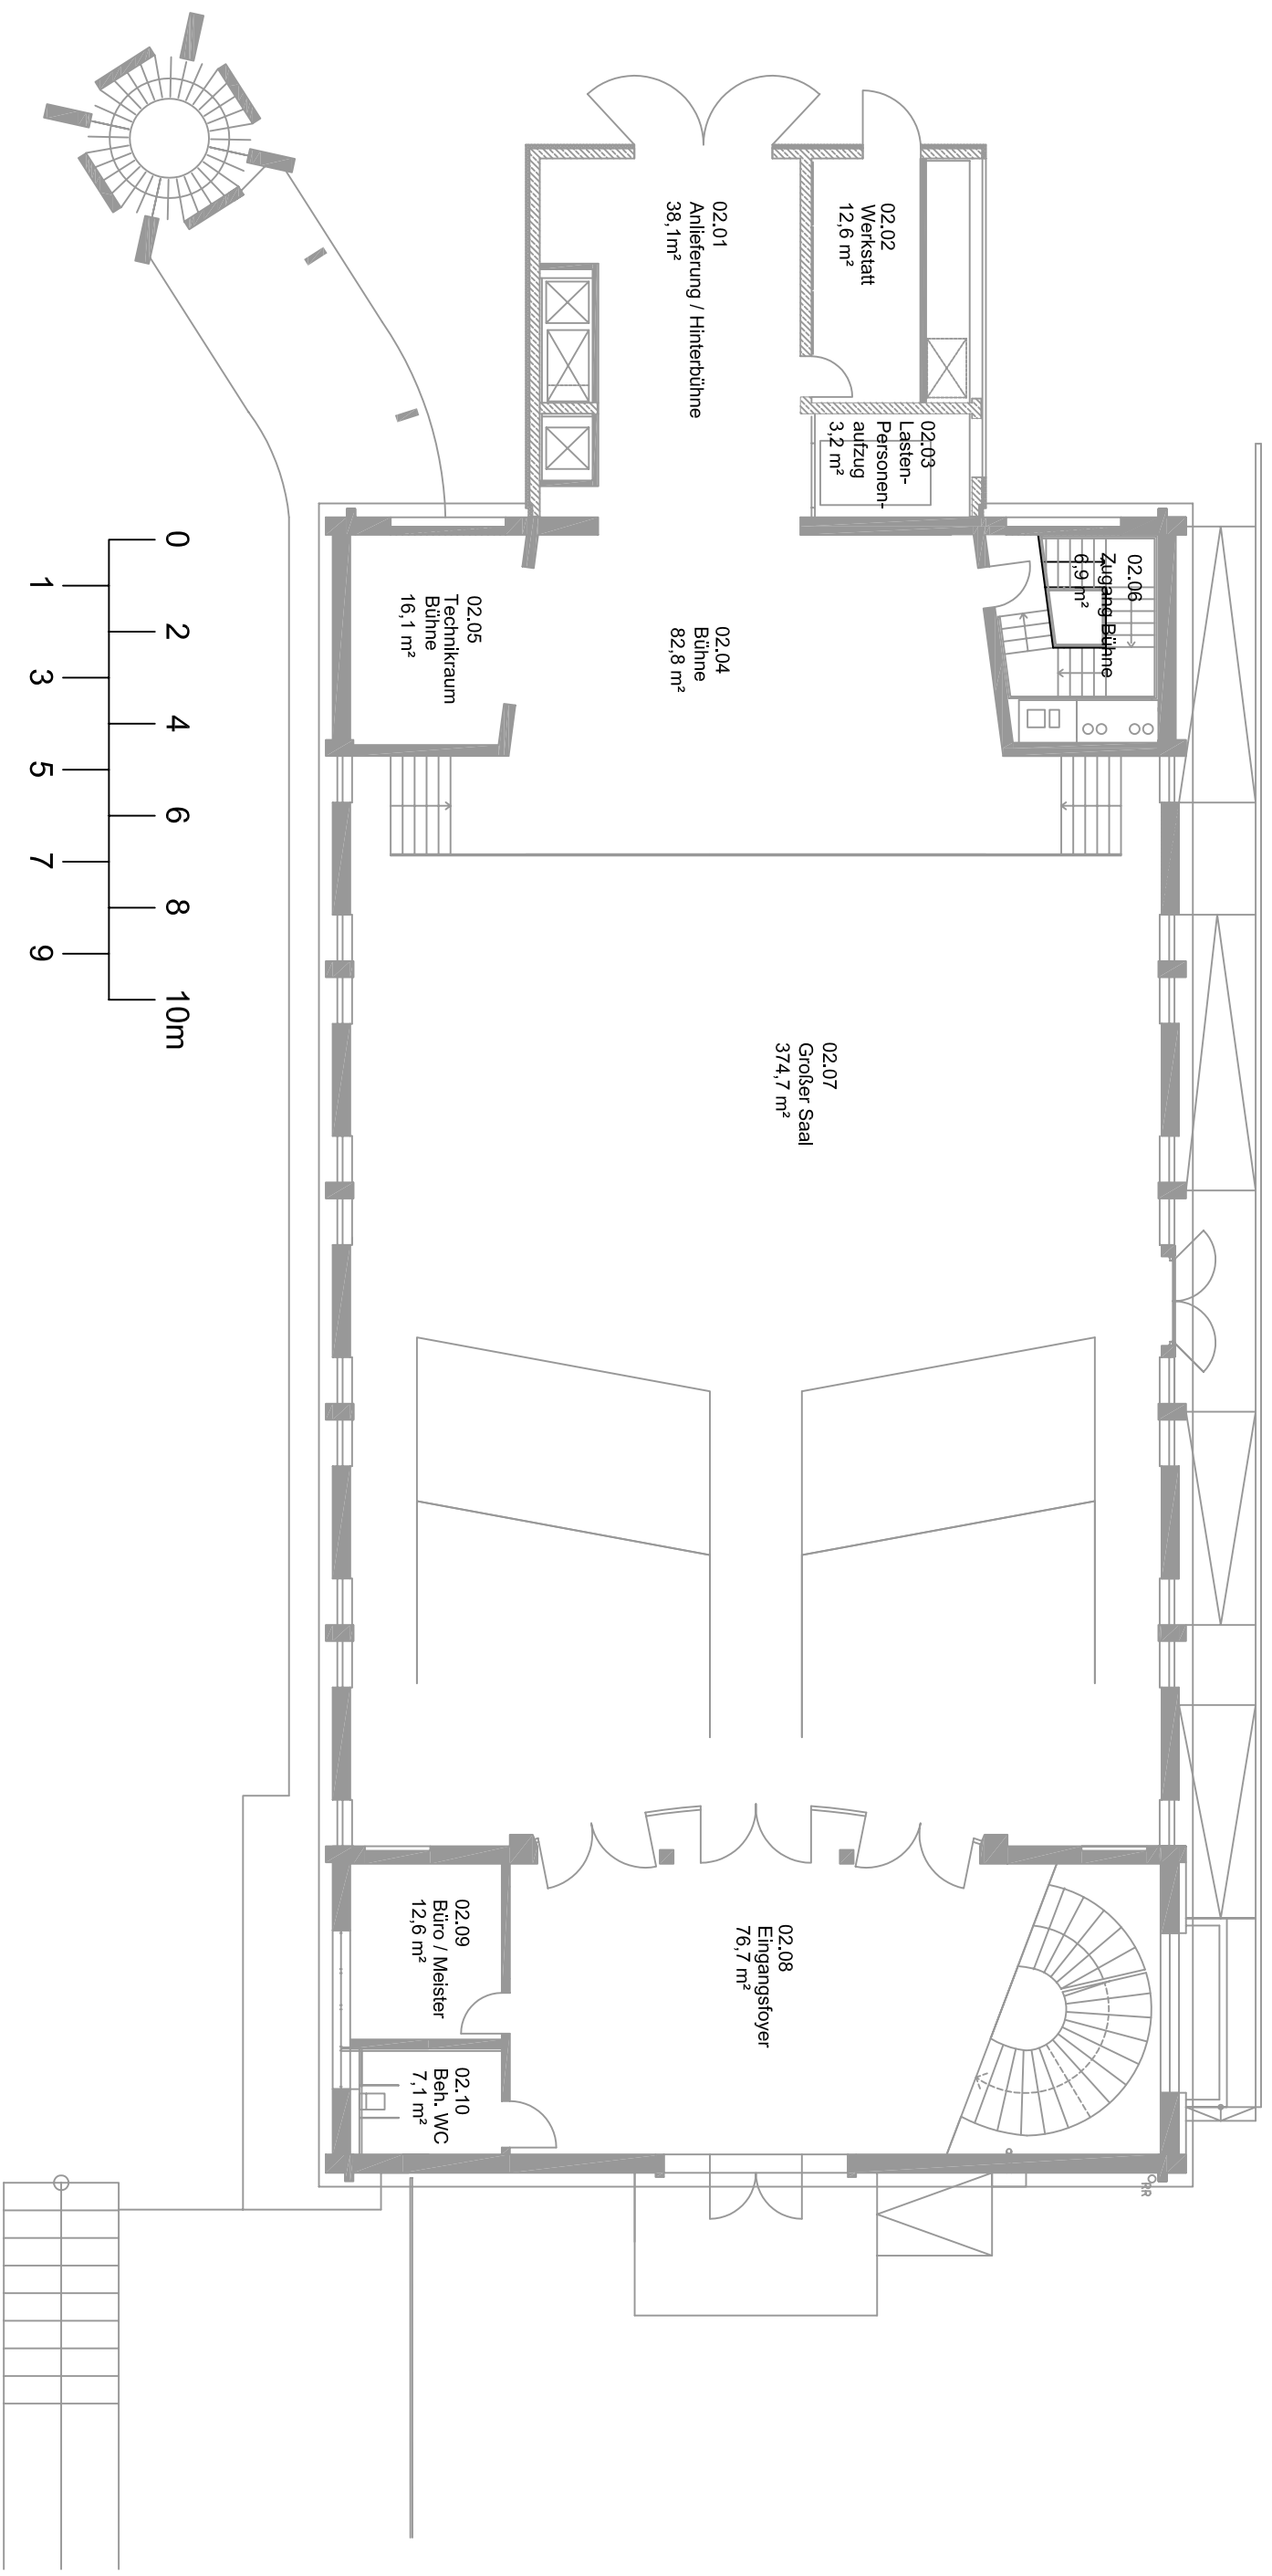 02.01
Anlieferung / Hinterbühne
38,1m²
02.02
Werkstatt
12,6 m²
02.03
Lasten-
Personen-
aufzug
3,2 m²
02.04
Bühne
82,8 m²
02.05
Technikraum
Bühne
16,1 m²
02.06
Zugang Bühne
6,9 m²
02.07
Großer Saal
374,7 m²
02.08
Eingangsfoyer
76,7 m²
02.09
Büro / Meister
12,6 m²
02.10
Beh. WC
7,1 m²
RR
0 2 4 6 8 10m
1 3 5 7 9